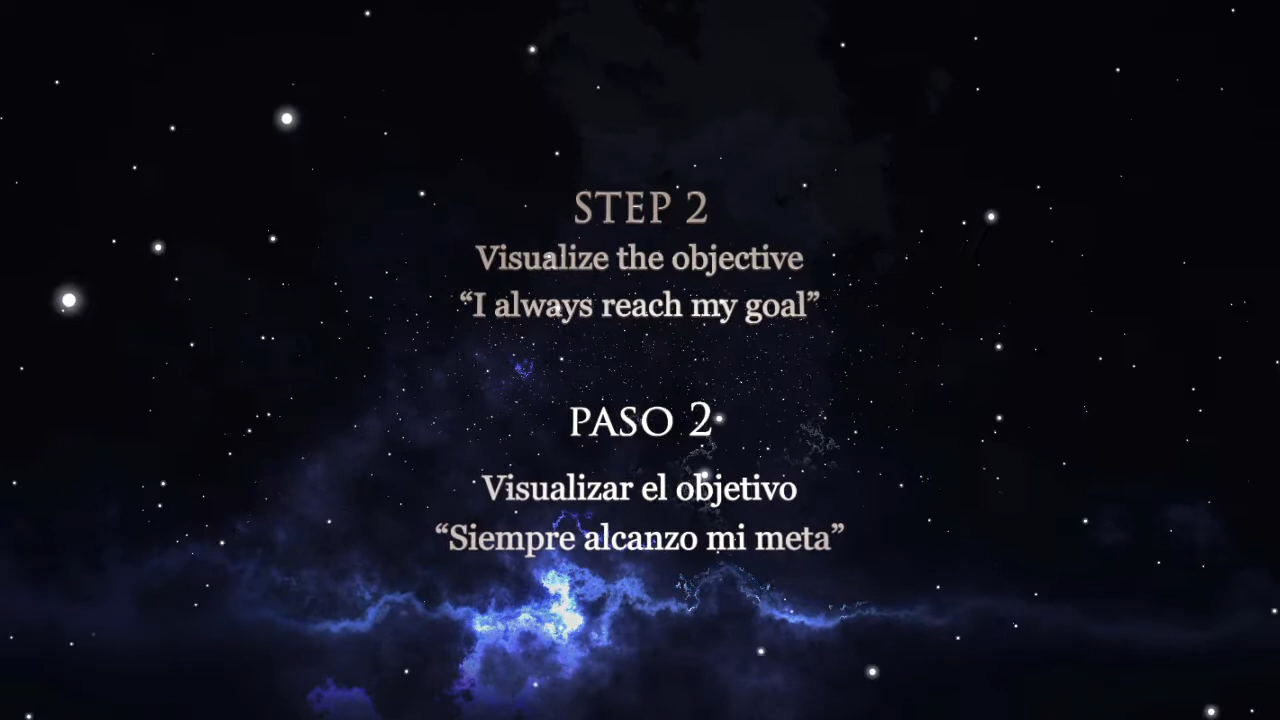 STEP 2
Visualize the objective
“I always reach my goal”
PASO 2
Visualizar el objetivo
“Siempre alcanzo mi meta”